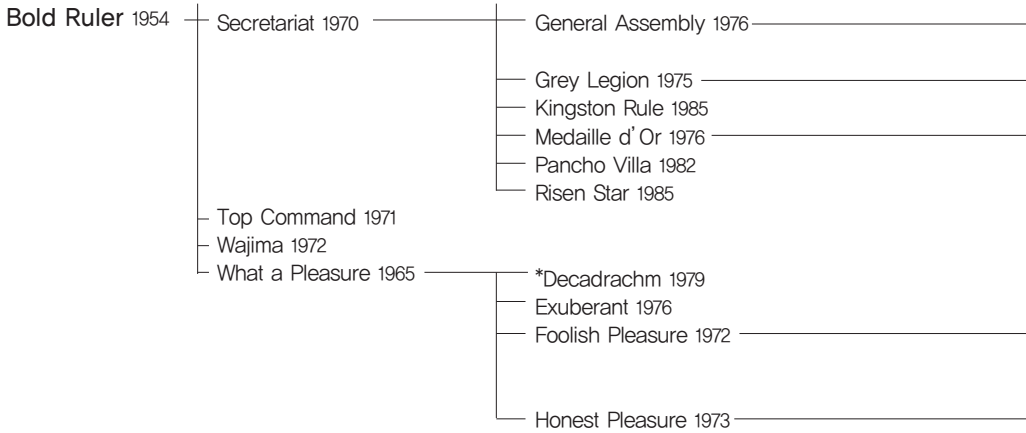 Bold Ruler 1954
Secretariat 1970
General Assembly 1976
Grey Legion 1975
Kingston Rule 1985
Medaille d' Or 1976
Pancho Villa 1982
Risen Star 1985
Top Command 1971
Wajima 1972
What a Pleasure 1965
*Decadrachm 1979
Exuberant 1976
Foolish Pleasure 1972
Honest Pleasure 1973